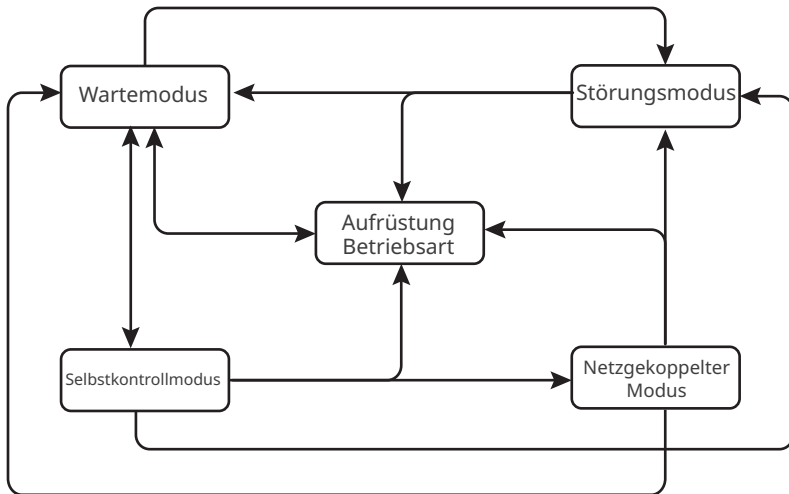 Wartemodus
Störungsmodus
Aufrüstung
Betriebsart
Selbstkontrollmodus
Netzgekoppelter
Modus